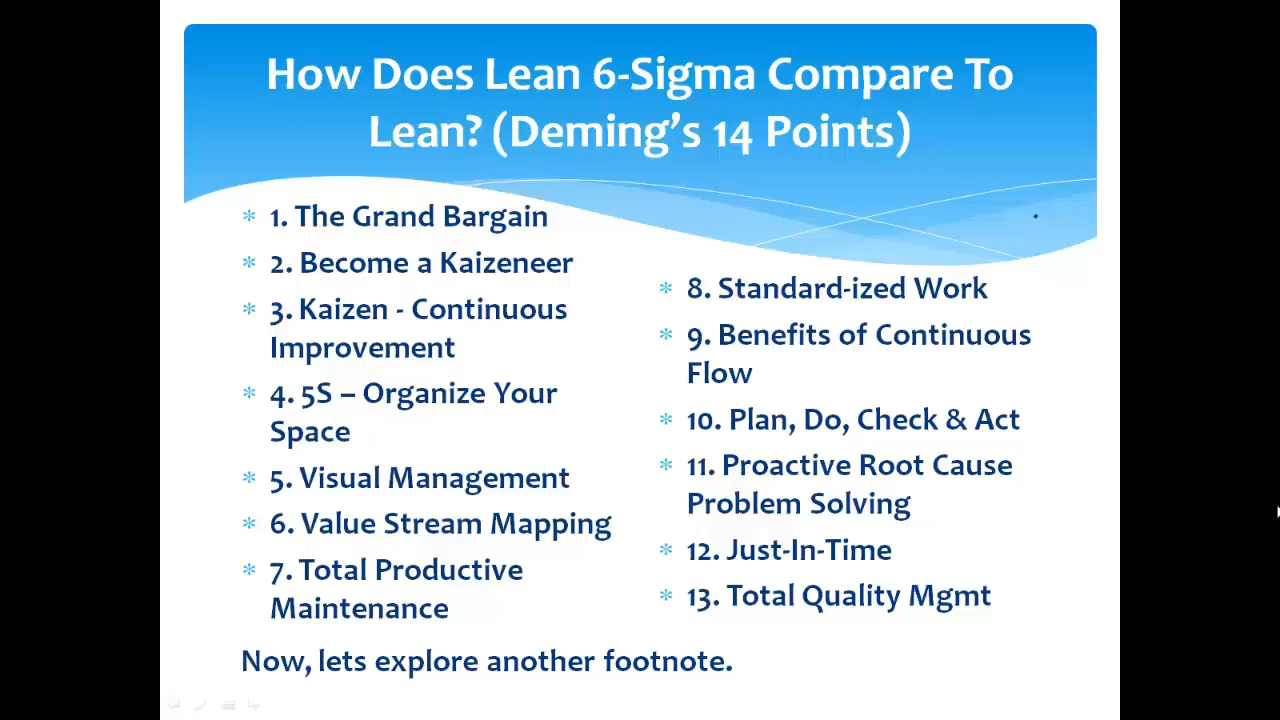 How Does Lean 6-Sigma Compare To
Lean? (Deming's 14 Points)
* 1. The Grand Bargain
* 2. Become a Kaizeneer
* 3. Kaizen - Continuous
Improvement
* 4. 5S – Organize Your
Space
* 5. Visual Management
* 6. Value Stream Mapping
* 7. Total Productive
Maintenance
* 8. Standard-ized Work
* 9. Benefits of Continuous
Flow
* 10. Plan, Do, Check & Act
* 11. Proactive Root Cause
Problem Solving
* 12. Just-In-Time
* 13. Total Quality Mgmt
Now, lets explore another footnote.